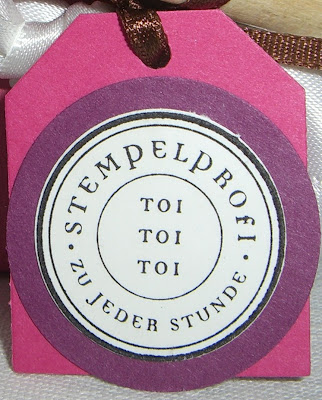 STEMPELPROFI
TOI
TOI
TOI
ZU JEDER STUNDE